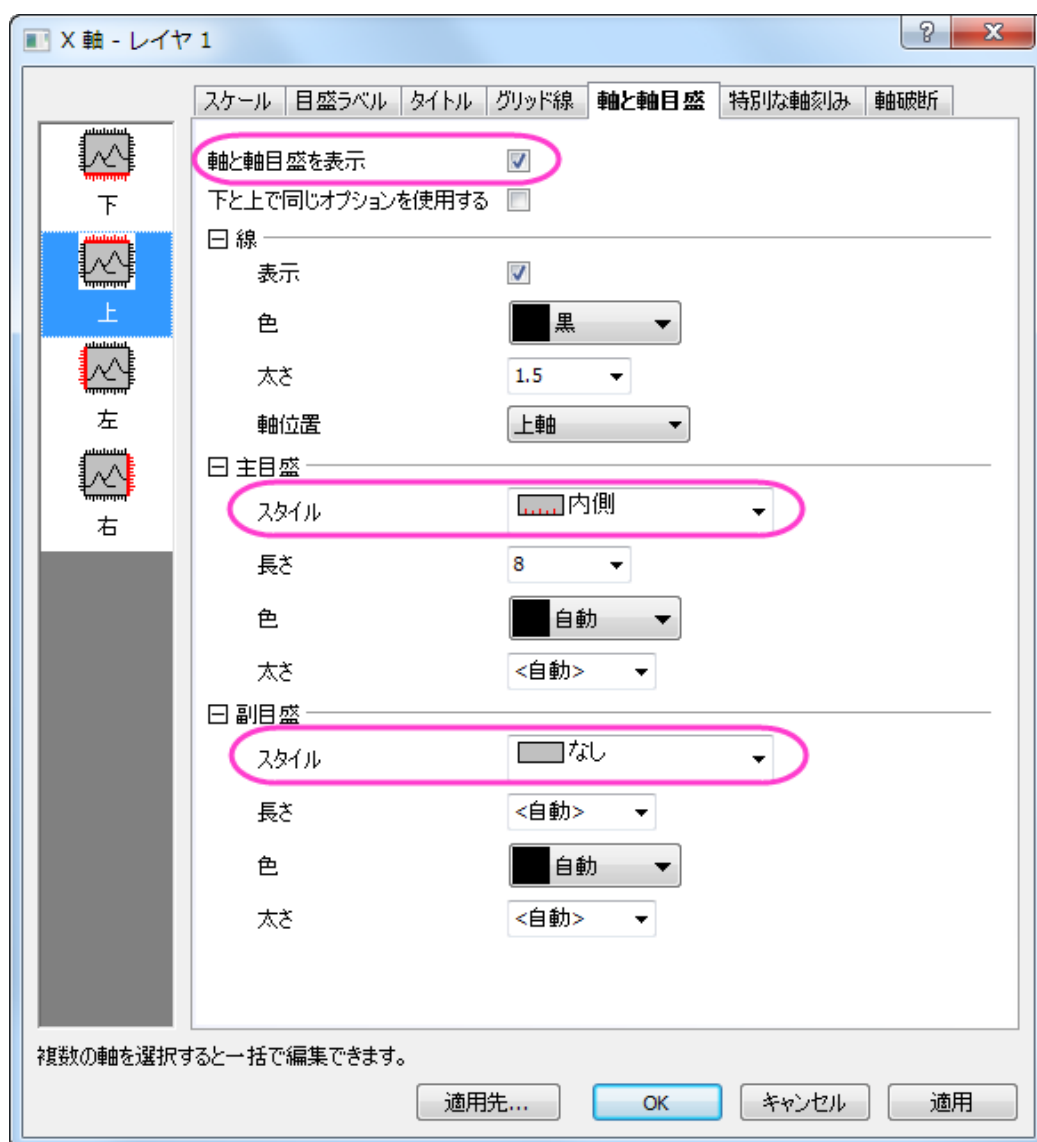 X 軸 - レイヤ 1
スケール 目盛ラベル タイトル グリッド線 軸と軸目盛 特別な軸刻み 軸破断
下
上
左
右
軸と軸目盛を表示
下と上で同じオプションを使用する
線
表示
色 黒
太さ 1.5
軸位置 上軸
主目盛
スタイル 内側
長さ 8
色 自動
太さ <自動>
副目盛
スタイル なし
長さ <自動>
色 自動
太さ <自動>
複数の軸を選択すると一括で編集できます。
適用先... OK キャンセル 適用